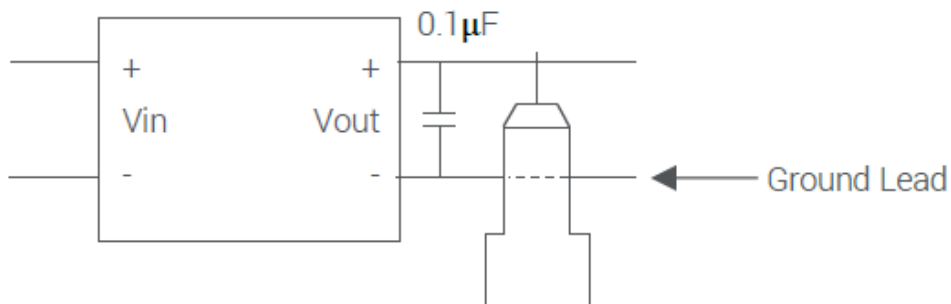 0.1μF
+ +
Vin Vout
- -
Ground Lead